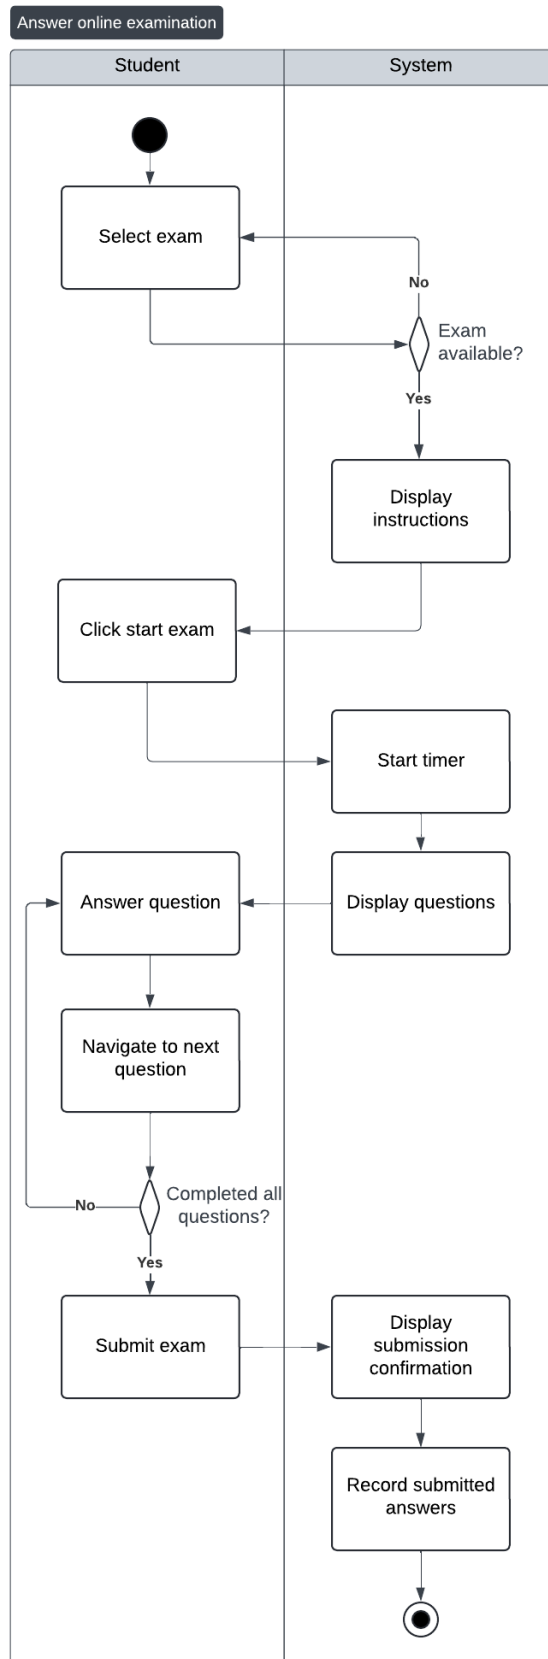 Answer online examination
Student
System
Select exam
No
Exam
available?
Yes
Display
instructions
Click start exam
Start timer
Answer question
Display questions
Navigate to next
question
Completed all
questions?
No
Yes
Submit exam
Display
submission
confirmation
Record submitted
answers